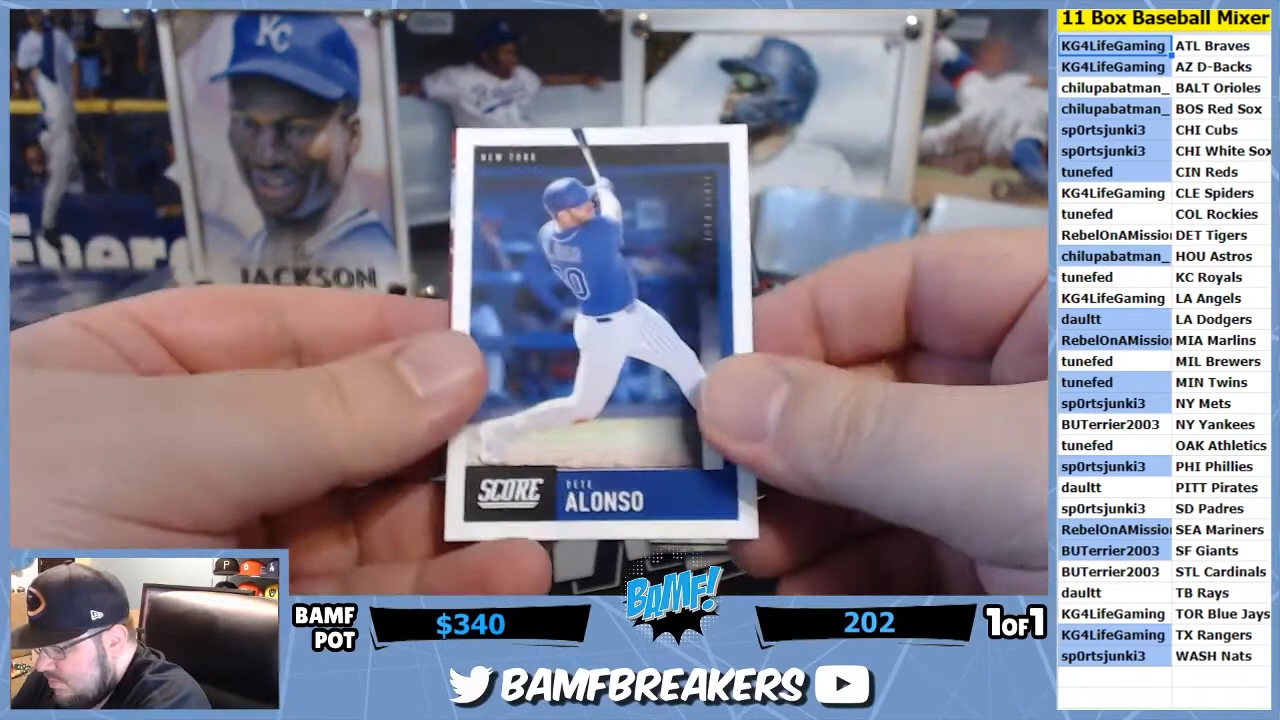 11 Box Baseball Mixer
KG4LifeGaming ATL Braves
KG4LifeGaming AZ D-Backs
chilupabatman_ BALT Orioles
chilupabatman_ BOS Red Sox
sp0rtsjunki3 CHI Cubs
sp0rtsjunki3 CHI White Sox
tunefed CIN Reds
KG4LifeGaming CLE Spiders
tunefed COL Rockies
RebelOnAMission DET Tigers
chilupabatman_ HOU Astros
tunefed KC Royals
KG4LifeGaming LA Angels
daultt LA Dodgers
RebelOnAMission MIA Marlins
tunefed MIL Brewers
tunefed MIN Twins
sp0rtsjunki3 NY Mets
BUTerrier2003 NY Yankees
tunefed OAK Athletics
sp0rtsjunki3 PHI Phillies
daultt PITT Pirates
sp0rtsjunki3 SD Padres
RebelOnAMission SEA Mariners
BUTerrier2003 SF Giants
BUTerrier2003 STL Cardinals
daultt TB Rays
KG4LifeGaming TOR Blue Jays
KG4LifeGaming TX Rangers
sp0rtsjunki3 WASH Nats
KC
JACKSON
NEW YORK
SCORE
PETE
ALONSO
BAMF
POT
$340
BAMF!
202
1OF1
BAMFBREAKERS